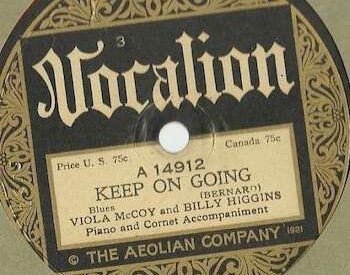 3
Vocalion
Price U. S. 75c Canada 75c
A 14912
KEEP ON GOING
Blues (BERNARD)
VIOLA McCOY and BILLY HIGGINS
Piano and Cornet Accompaniment
© THE AEOLIAN COMPANY 1921